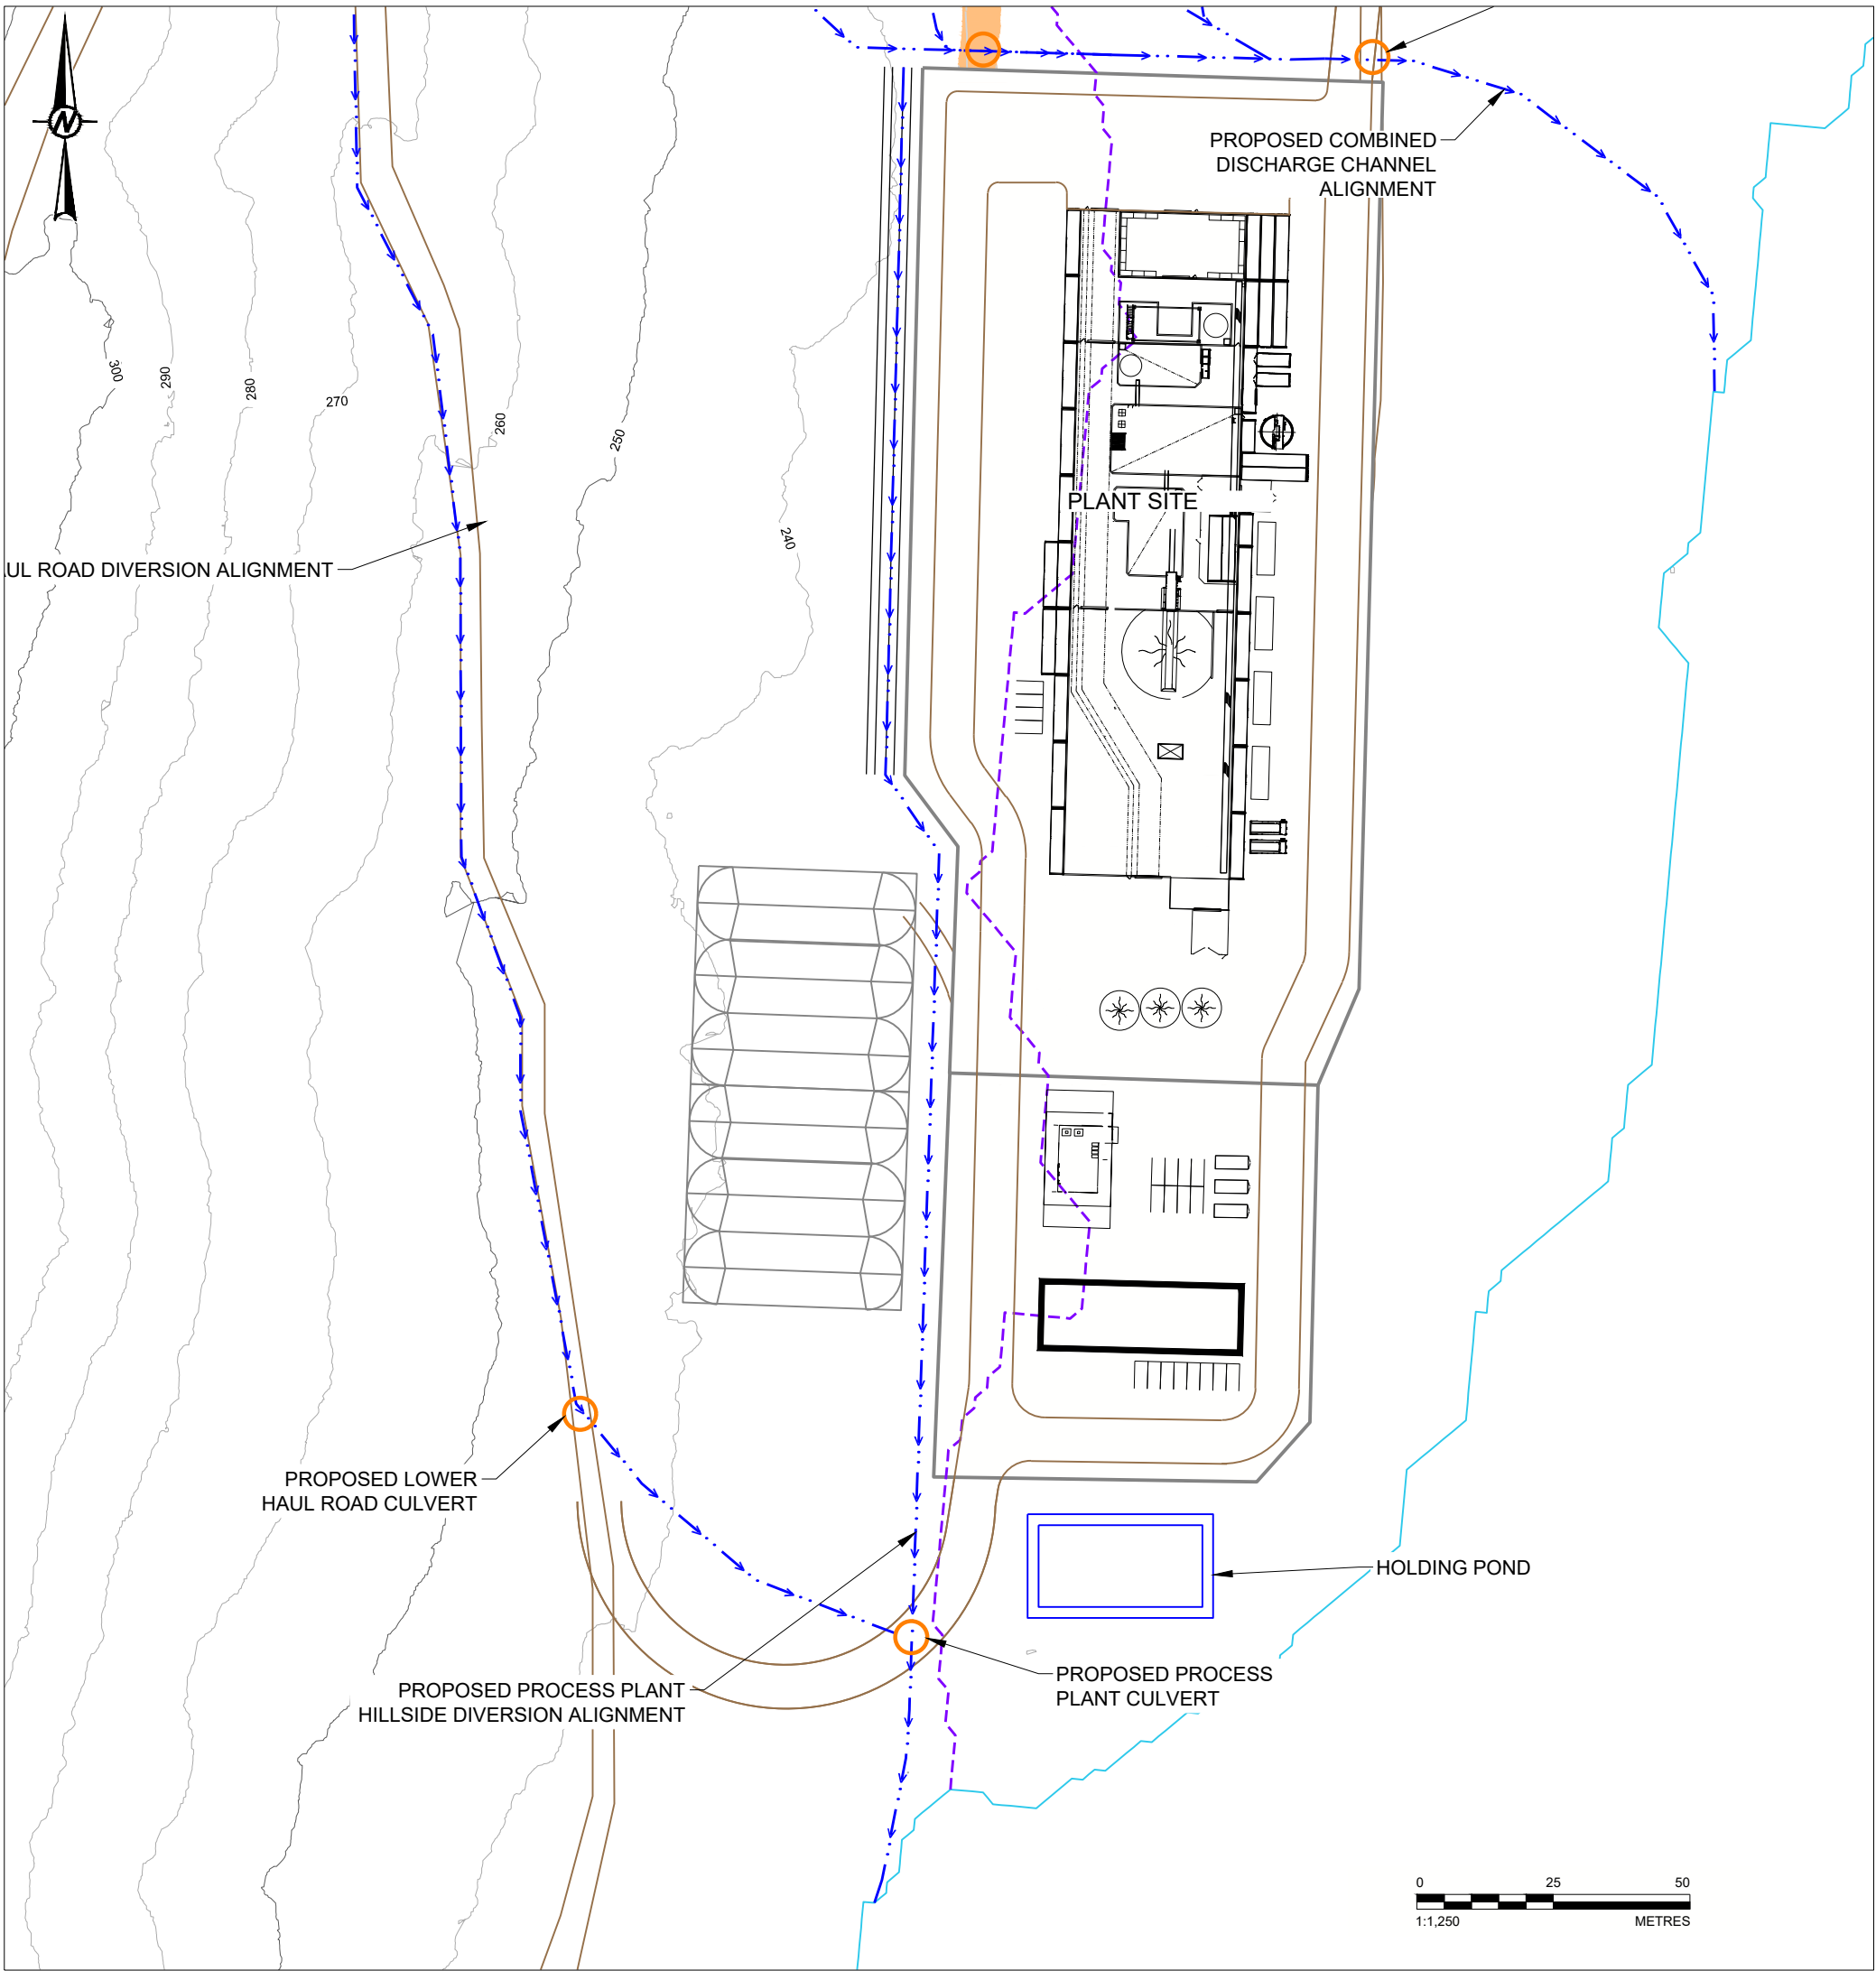 N
PROPOSED COMBINED
DISCHARGE CHANNEL
ALIGNMENT
300
290
280
270
260
250
240
PLANT SITE
ROAD DIVERSION ALIGNMENT
PROPOSED LOWER
HAUL ROAD CULVERT
HOLDING POND
PROPOSED PROCESS
PLANT CULVERT
PROPOSED PROCESS PLANT
HILLSIDE DIVERSION ALIGNMENT
0 25 50
1:1,250 METRES